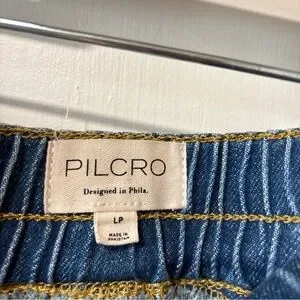 PILCRO
Designed in Phila.
LP
MADE IN
PAKISTAN